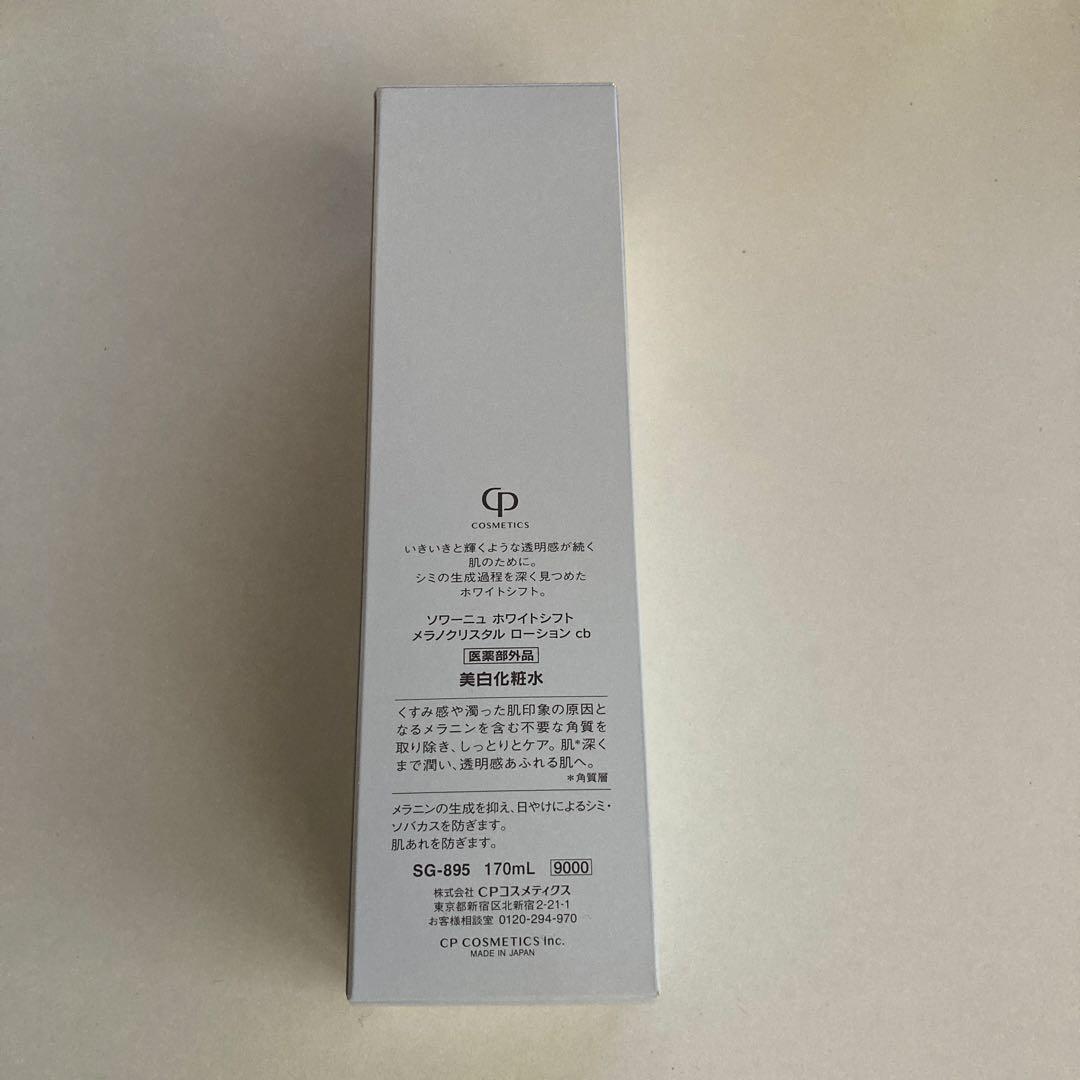 CP
COSMETICS
いきいきと輝くような透明感が続く
肌のために。
シミの生成過程を深く見つめた
ホワイトシフト。
ソワーニュ ホワイトシフト
メラノクリスタル ローション cb
医薬部外品
美白化粧水
くすみ感や濁った肌印象の原因と
なるメラニンを含む不要な角質を
取り除き、しっとりとケア。肌*深く
まで潤い、透明感あふれる肌へ。
*角質層
メラニンの生成を抑え、日やけによるシミ・
ソバカスを防ぎます。
肌あれを防ぎます。
SG-895 170mL 9000
株式会社 CPコスメティクス
東京都新宿区北新宿2-21-1
お客様相談室 0120-294-970
CP COSMETICS Inc.
MADE IN JAPAN